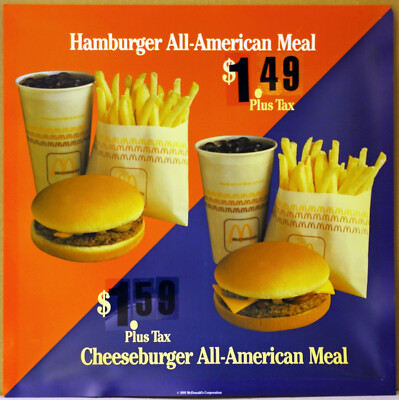 Hamburger All-American Meal
$1.49
Plus Tax
$1.59
Plus Tax
Cheeseburger All-American Meal